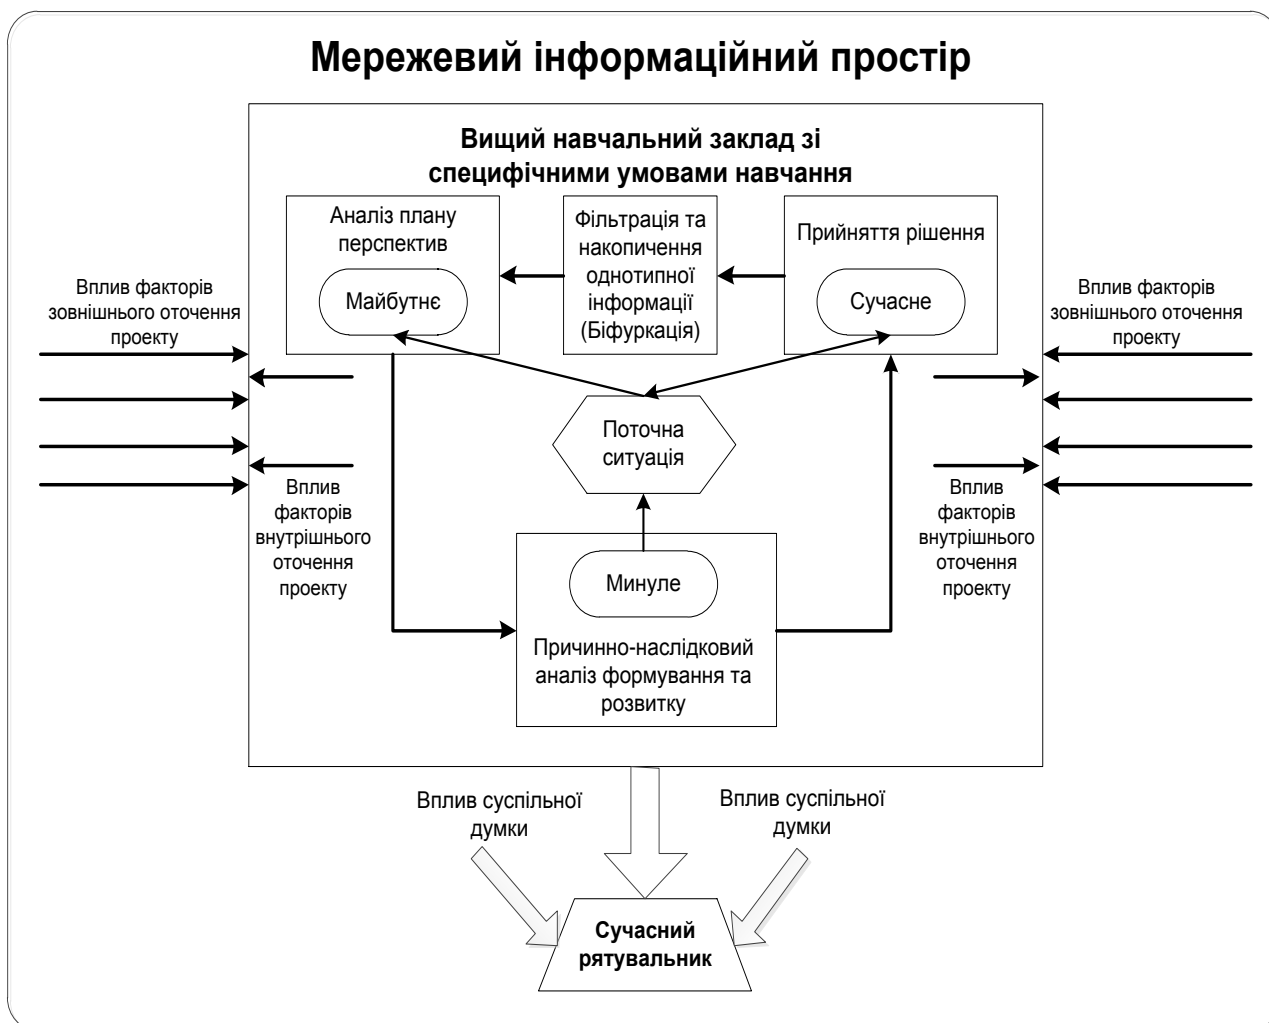 Мережевий інформаційний простір
Вищий навчальний заклад зі
специфічними умовами навчання
Аналіз плану
перспектив
Майбутнє
Фільтрація та
накопичення
однотипної
інформації
(Біфуркація)
Прийняття рішення
Сучасне
Вплив факторів
зовнішнього оточення
проекту
Вплив факторів
зовнішнього оточення
проекту
Поточна
ситуація
Вплив
факторів
внутрішнього
оточення
проекту
Вплив
факторів
внутрішнього
оточення
проекту
Минуле
Причинно-наслідковий
аналіз формування та
розвитку
Вплив суспільної
думки
Вплив суспільної
думки
Сучасний
рятувальник